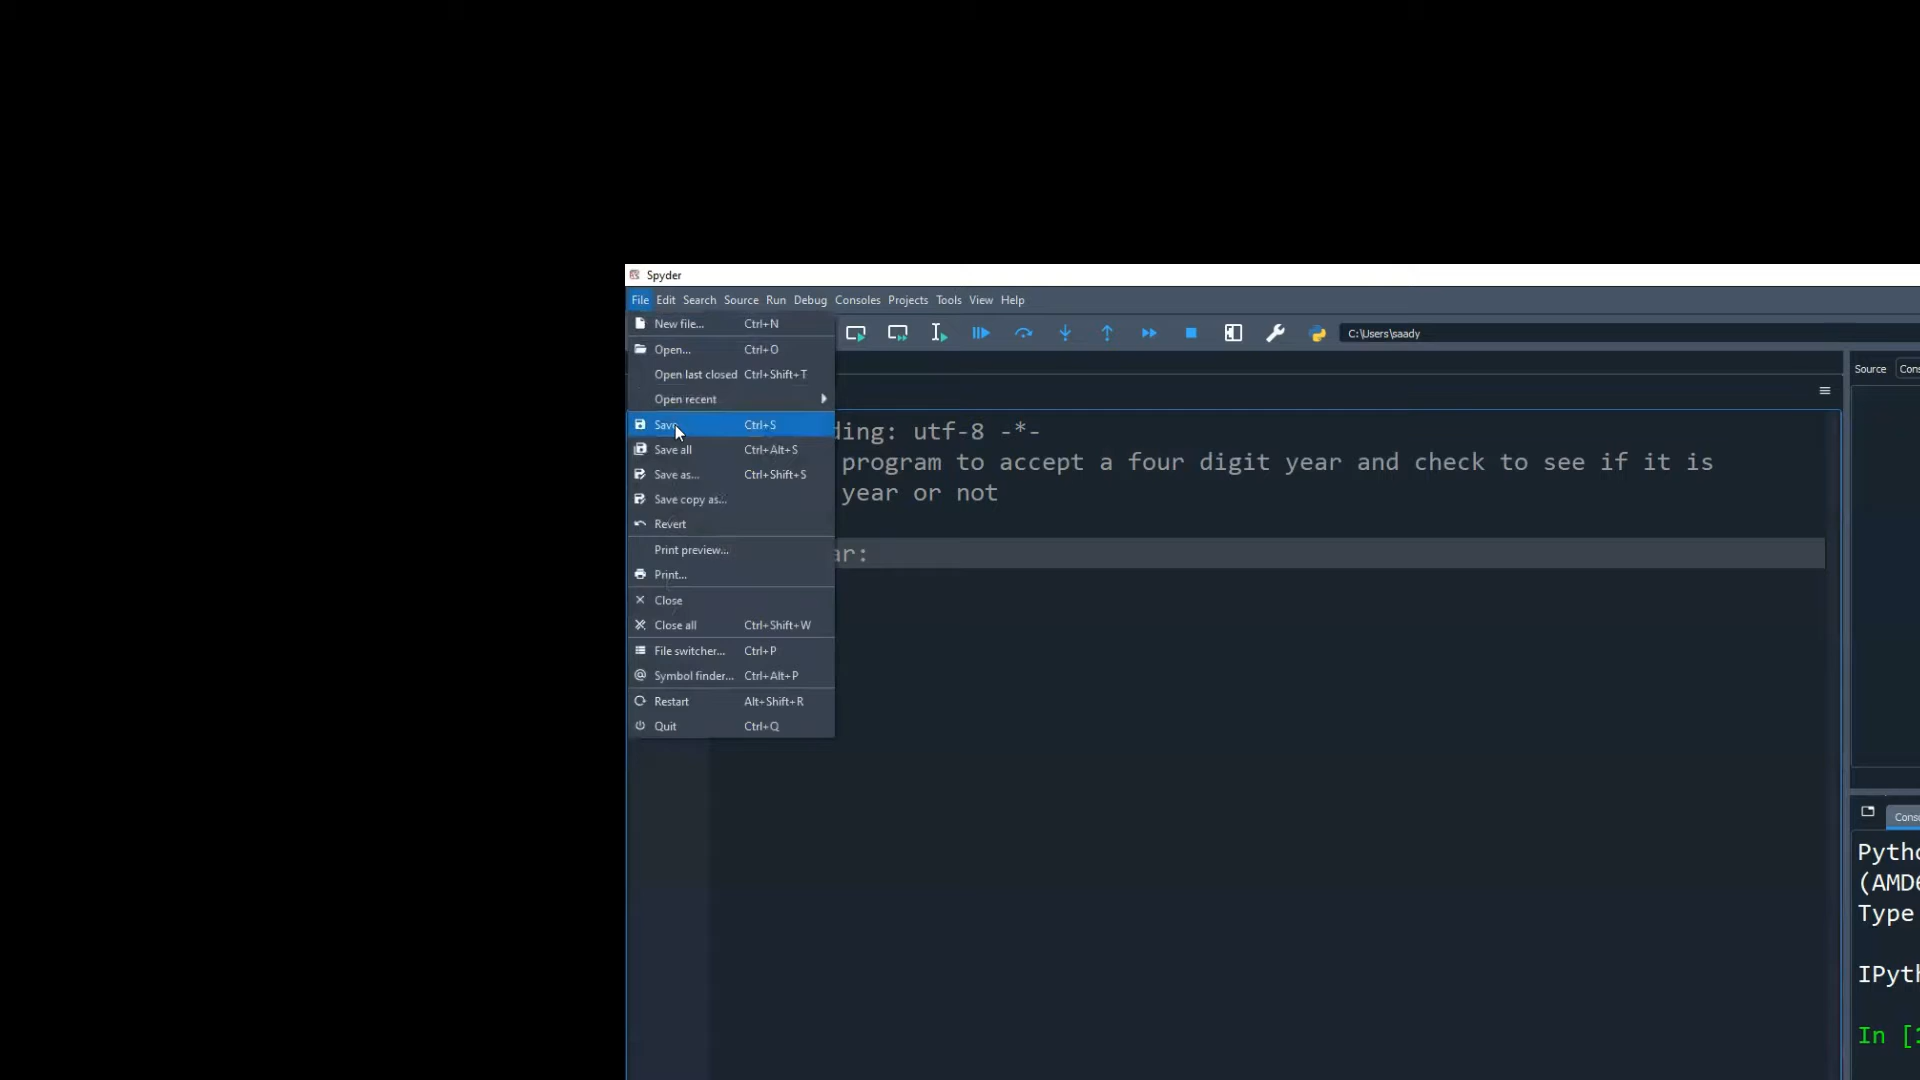 Spyder
File Edit Search Source Run Debug Consoles Projects Tools View Help
New file... Ctrl+N
C:\Users\saady
Open... Ctrl+O
Open last closed Ctrl+Shift+T
Open recent
Save Ctrl+S
Save all Ctrl+Alt+S
Save as... Ctrl+Shift+S
Save copy as...
Revert
Print preview...
Print...
Close
Close all Ctrl+Shift+W
File switcher... Ctrl+P
Symbol finder... Ctrl+Alt+P
Restart Alt+Shift+R
Quit Ctrl+Q
ding: utf-8 -*-
program to accept a four digit year and check to see if it is
year or not
ar:
Source Cons
Cons
Pytho
(AMD6
Type
IPyth
In [1